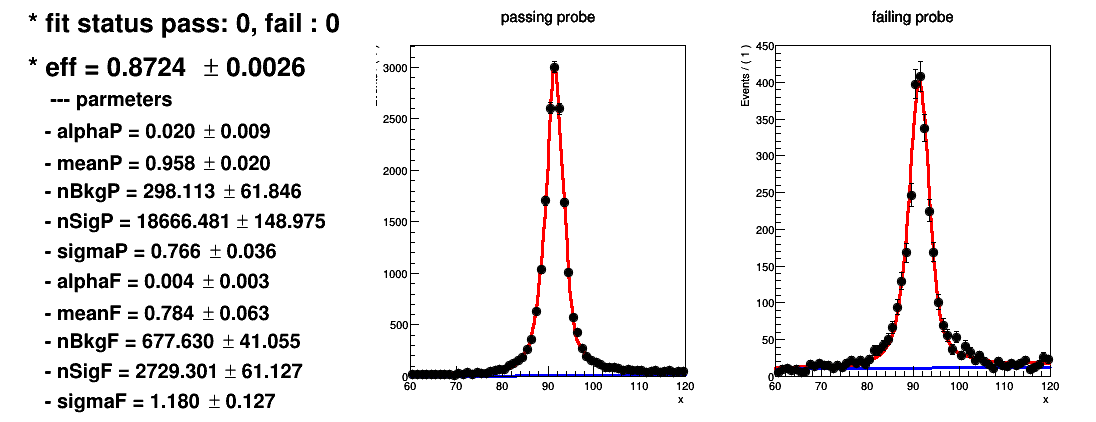 * fit status pass: 0, fail : 0
* eff = 0.8724 ± 0.0026
--- parmeters
- alphaP = 0.020 ± 0.009
- meanP = 0.958 ± 0.020
- nBkgP = 298.113 ± 61.846
- nSigP = 18666.481 ± 148.975
- sigmaP = 0.766 ± 0.036
- alphaF = 0.004 ± 0.003
- meanF = 0.784 ± 0.063
- nBkgF = 677.630 ± 41.055
- nSigF = 2729.301 ± 61.127
- sigmaF = 1.180 ± 0.127
passing probe
3000
2500
2000
1500
1000
500
0
60 70 80 90 100 110 120
x
failing probe
Events / ( 1 )
450
400
350
300
250
200
150
100
50
0
60 70 80 90 100 110 120
x